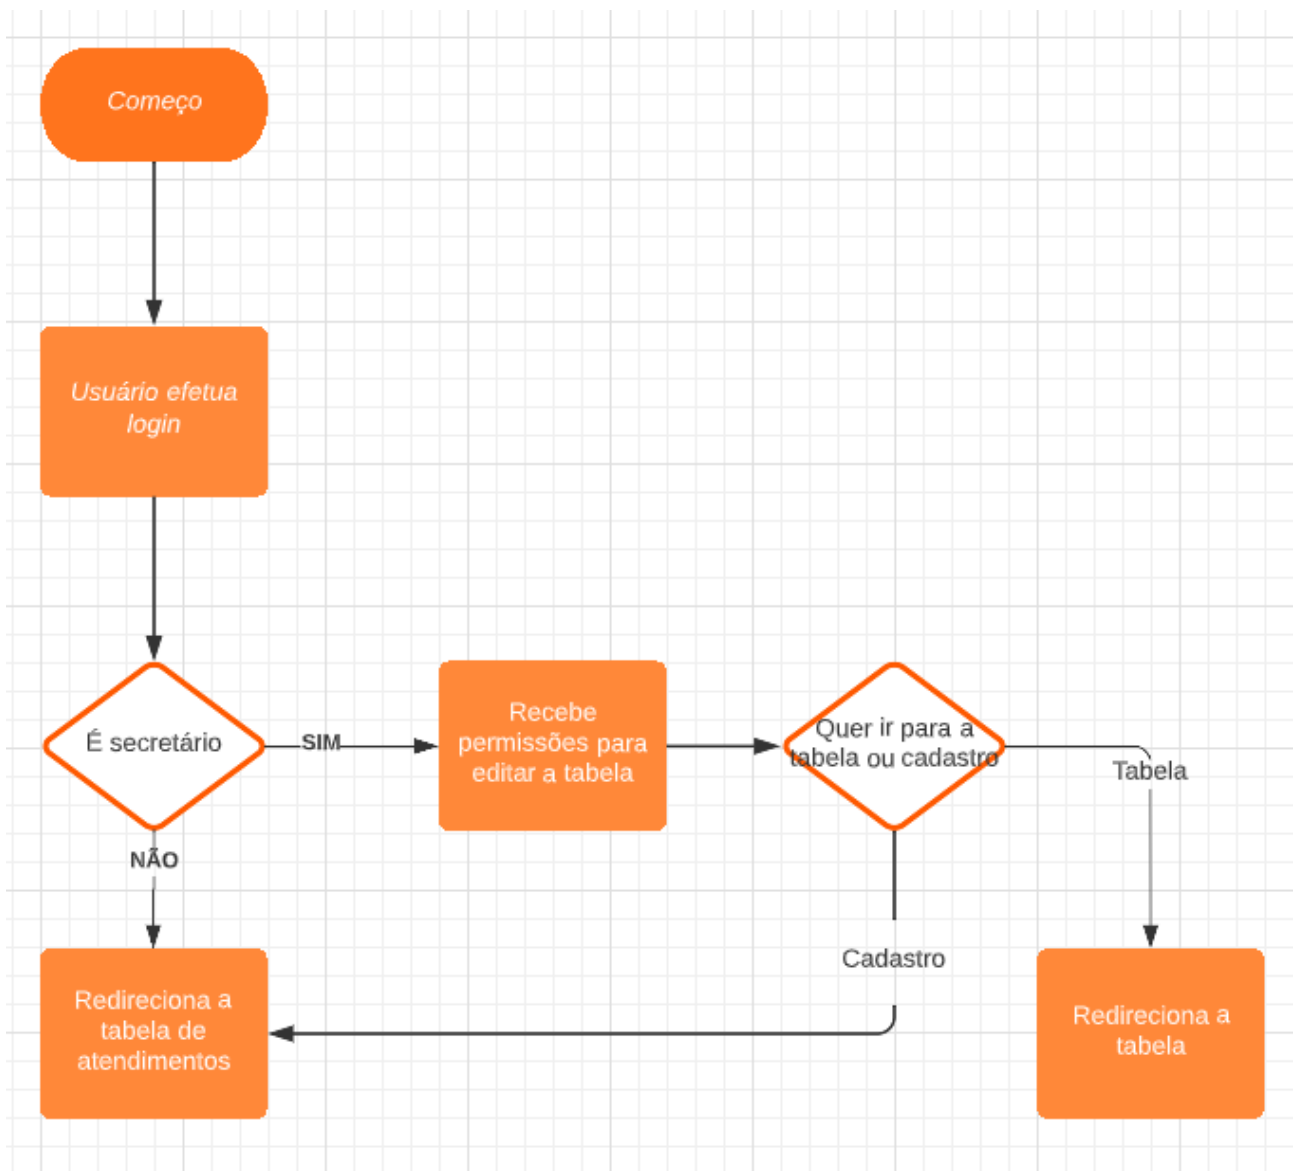 Começo
Usuário efetua
login
É secretário
SIM
Recebe
permissões para
editar a tabela
Quer ir para a
tabela ou cadastro
Tabela
NÃO
Cadastro
Redireciona a
tabela de
atendimentos
Redireciona a
tabela